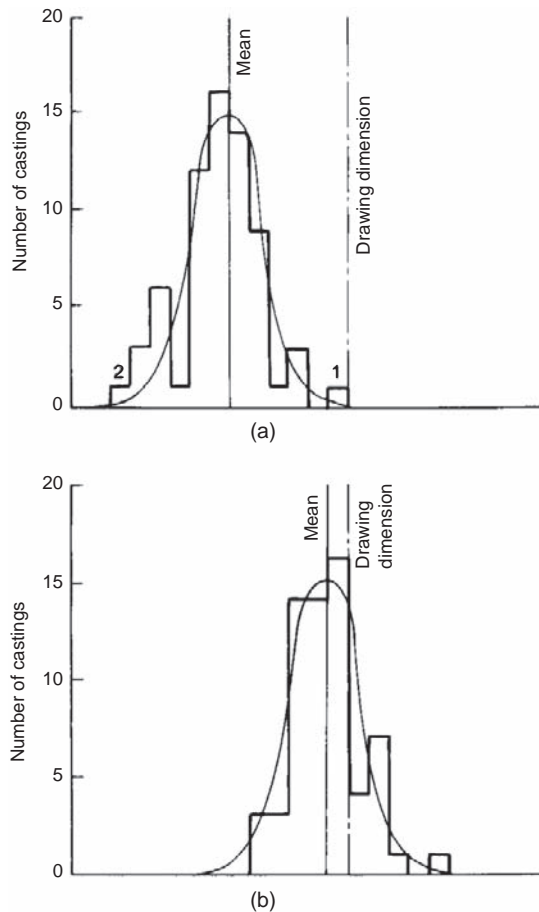 20
15
10
5
0
Number of castings
Mean
Drawing dimension
2
1
(a)
20
15
10
5
0
Number of castings
Mean
Drawing
dimension
(b)